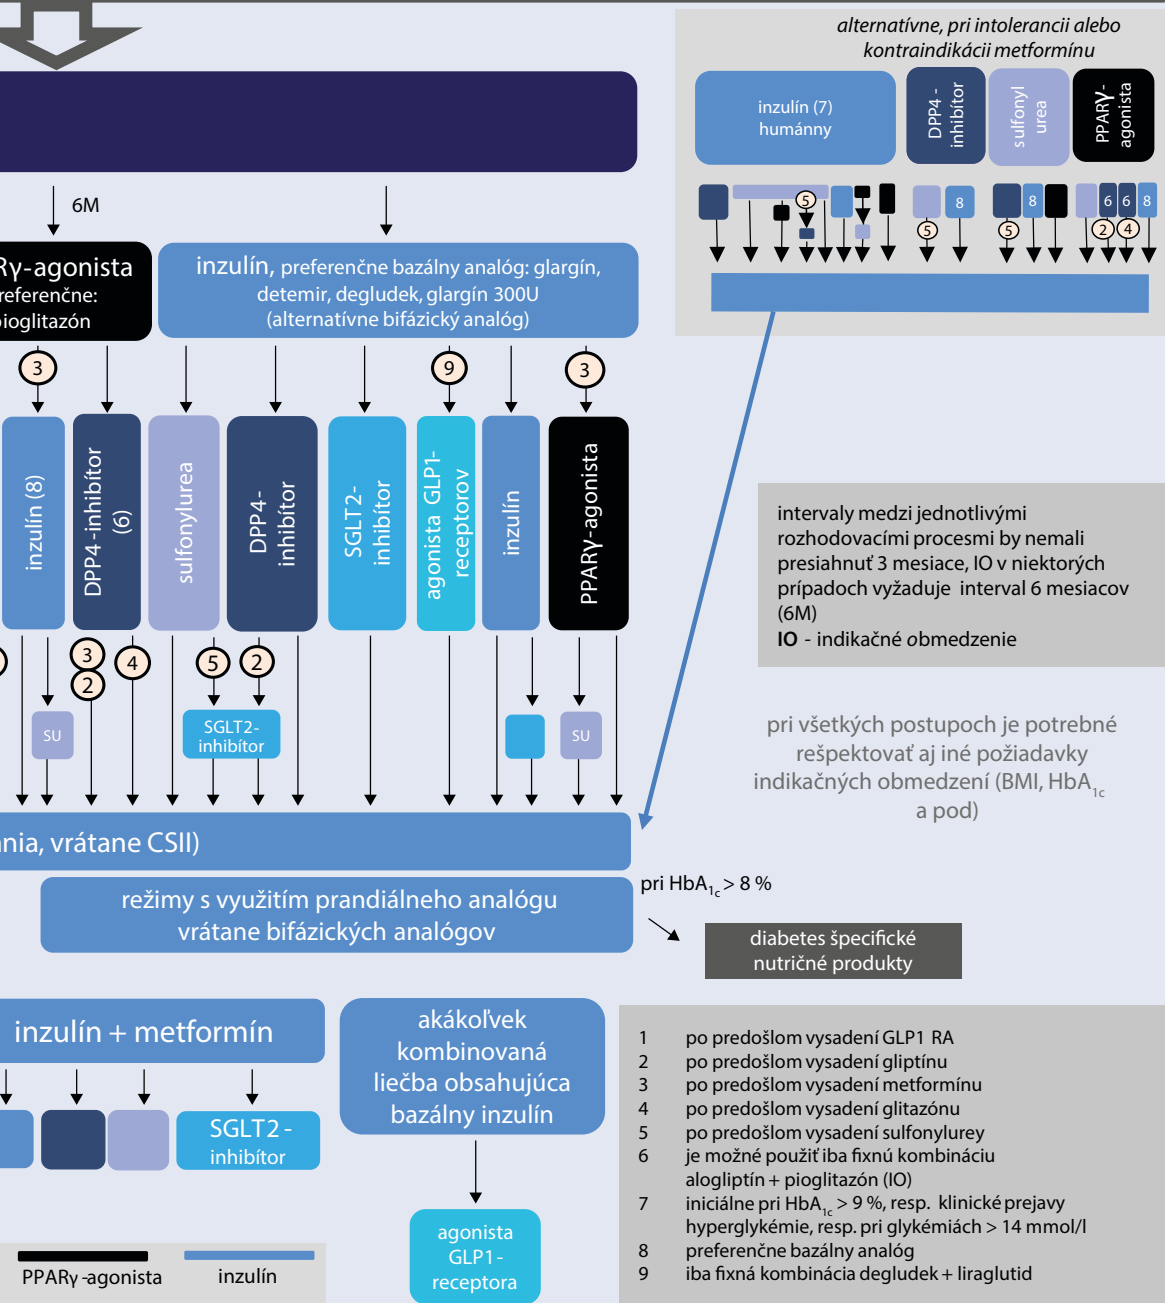 alternatívne, pri intolerancii alebo
kontraindikácii metformínu
inzulín (7)
humánny
DPP4 -
inhibítor
sulfonyl
urea
PPARγ-
agonista
5
8
8
6
6
8
5
5
2
4
6M
Rγ-agonista
referenčne:
pioglitazón
inzulín, preferenčne bazálny analóg: glargín,
detemir, degludek, glargín 300U
(alternatívne bifázický analóg)
3
9
3
inzulín (8)
DPP4 -inhibítor
(6)
sulfonylurea
DPP4-
inhibítor
SGLT2-
inhibítor
agonista GLP1-
receptorov
inzulín
PPARγ-agonista
intervaly medzi jednotlivými
rozhodovacími procesmi by nemali
presiahnuť 3 mesiace, IO v niektorých
prípadoch vyžaduje interval 6 mesiacov
(6M)
IO - indikačné obmedzenie
3
2
4
5
2
SU
SGLT2-
inhibítor
SU
pri všetkých postupoch je potrebné
rešpektovať aj iné požiadavky
indikačných obmedzení (BMI, HbA1c
a pod)
nia, vrátane CSII)
režimy s využitím prandiálneho analógu
vrátane bifázických analógov
pri HbA1c > 8 %
diabetes špecifické
nutričné produkty
inzulín + metformín
SGLT2 -
inhibítor
akákoľvek
kombinovaná
liečba obsahujúca
bazálny inzulín
agonista
GLP1-
receptora
1 po predošlom vysadení GLP1 RA
2 po predošlom vysadení gliptínu
3 po predošlom vysadení metformínu
4 po predošlom vysadení glitazónu
5 po predošlom vysadení sulfonylurey
6 je možné použiť iba fixnú kombináciu
alogliptín + pioglitazón (IO)
7 iniciálne pri HbA1c > 9 %, resp. klinické prejavy
hyperglykémie, resp. pri glykémiách > 14 mmol/l
8 preferenčne bazálny analóg
9 iba fixná kombinácia degludek + liraglutid
PPARγ -agonista
inzulín